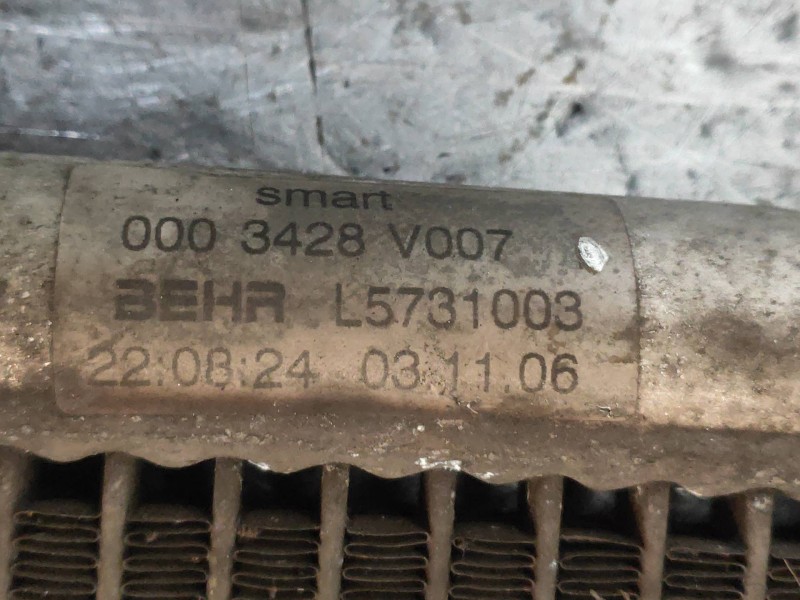 smart
000 3428 V007
BEHR L5731003
22:08:24 03.11.06